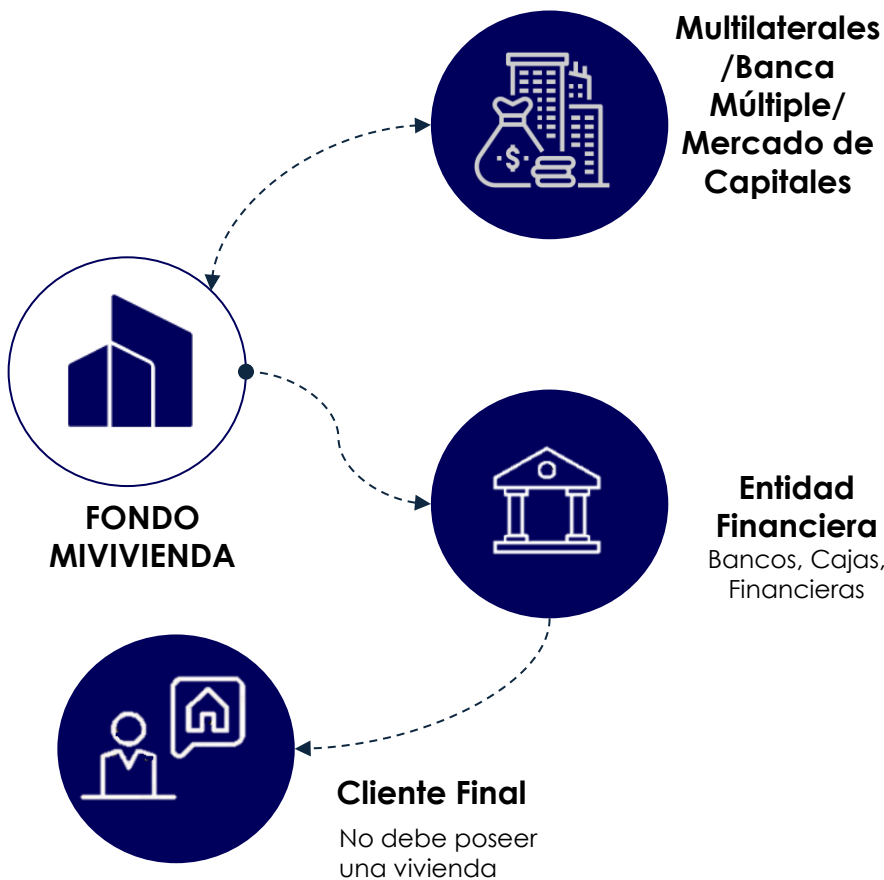 Multilaterales
/Banca
Múltiple/
Mercado de
Capitales
$
FONDO
MIVIVIENDA
Entidad
Financiera
Bancos, Cajas,
Financieras
Cliente Final
No debe poseer
una vivienda